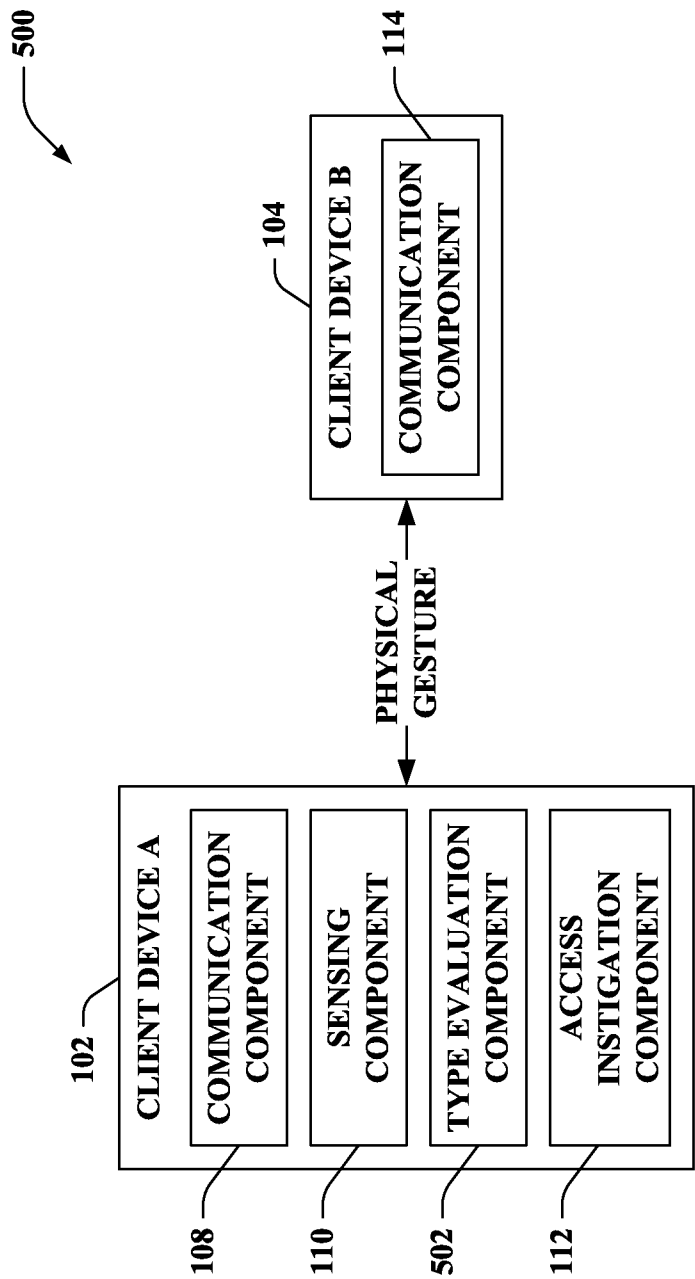 500
102
CLIENT DEVICE A
108
COMMUNICATION
COMPONENT
110
SENSING
COMPONENT
502
TYPE EVALUATION
COMPONENT
112
ACCESS
INSTIGATION
COMPONENT
PHYSICAL
GESTURE
104
CLIENT DEVICE B
114
COMMUNICATION
COMPONENT